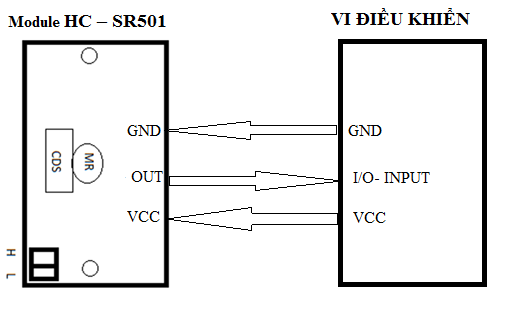 Module HC – SR501
VI ĐIỀU KHIỂN
GND
GND
CDS
MR
OUT
I/O- INPUT
VCC
VCC
H
L